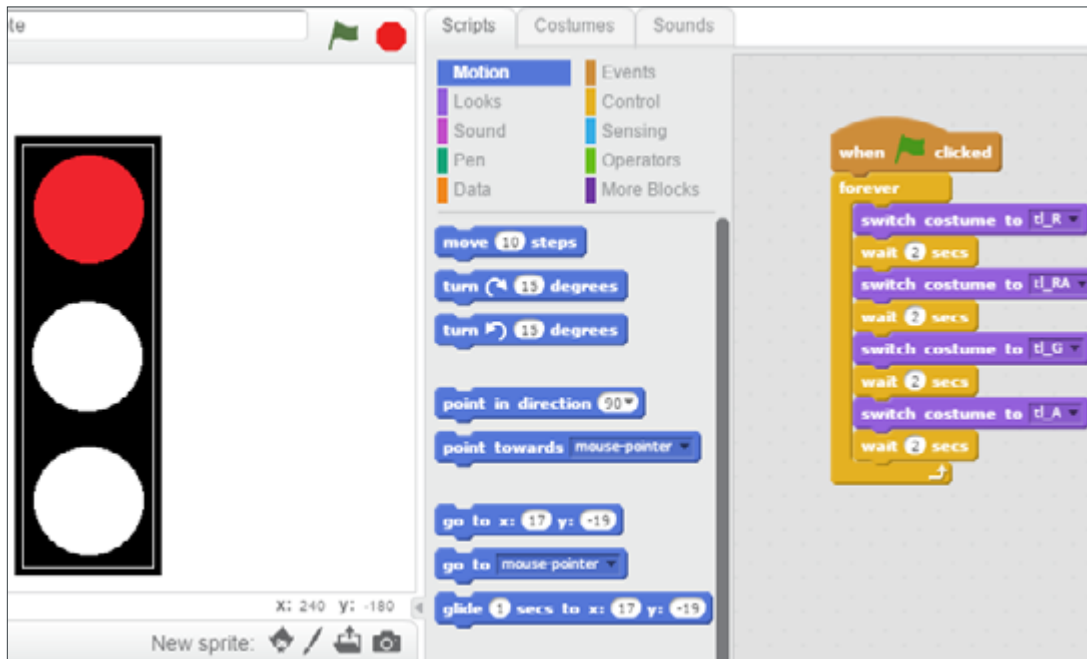 te
Scripts Costumes Sounds
Motion Events
Looks Control
Sound Sensing
Pen Operators
Data More Blocks
move 10 steps
turn 15 degrees
turn 15 degrees
point in direction 90
point towards mouse-pointer
go to x: 17 y: -19
go to mouse-pointer
glide 1 secs to x: 17 y: -19
when clicked
forever
switch costume to tl_R
wait 2 secs
switch costume to tl_RA
wait 2 secs
switch costume to tl_G
wait 2 secs
switch costume to tl_A
wait 2 secs
x: 240 y: -180
New sprite: